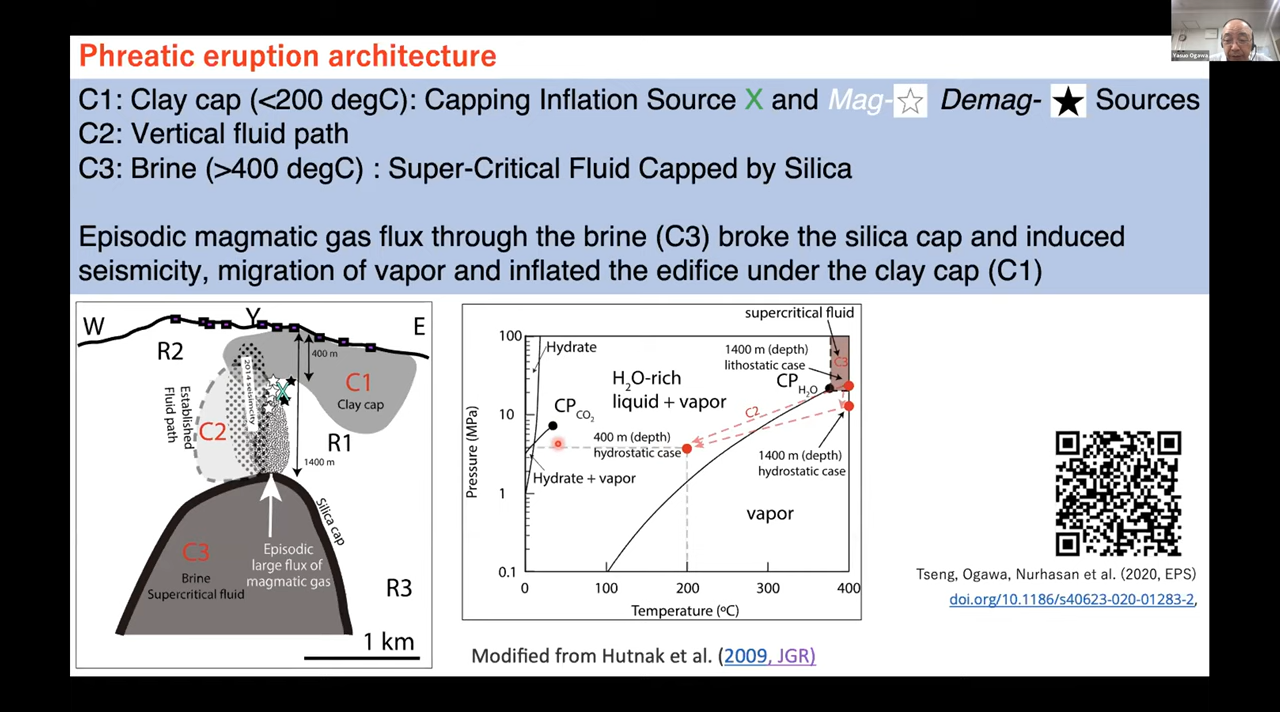 Phreatic eruption architecture
Yasuo Ogawa
C1: Clay cap (<200 degC): Capping Inflation Source X and Mag-☆ Demag-★ Sources
C2: Vertical fluid path
C3: Brine (>400 degC) : Super-Critical Fluid Capped by Silica
Episodic magmatic gas flux through the brine (C3) broke the silica cap and induced
seismicity, migration of vapor and inflated the edifice under the clay cap (C1)
W
Y
E
R2
400 m
C1
Clay cap
2014 seismicity
X
Established
Fluid path
C2
R1
1400 m
Silica cap
C3
Brine
Supercritical fluid
Episodic
large flux of
magmatic gas
R3
1 km
supercritical fluid
100
Hydrate
H2O-rich
liquid + vapor
1400 m (depth)
lithostatic case
C3
CP H2O
CP CO2
C2
10
400 m (depth)
hydrostatic case
1400 m (depth)
hydrostatic case
Hydrate + vapor
Pressure (MPa)
1
vapor
0.1
0
100
200
300
400
Temperature (ºC)
Modified from Hutnak et al. (2009, JGR)
Tseng, Ogawa, Nurhasan et al. (2020, EPS)
doi.org/10.1186/s40623-020-01283-2,